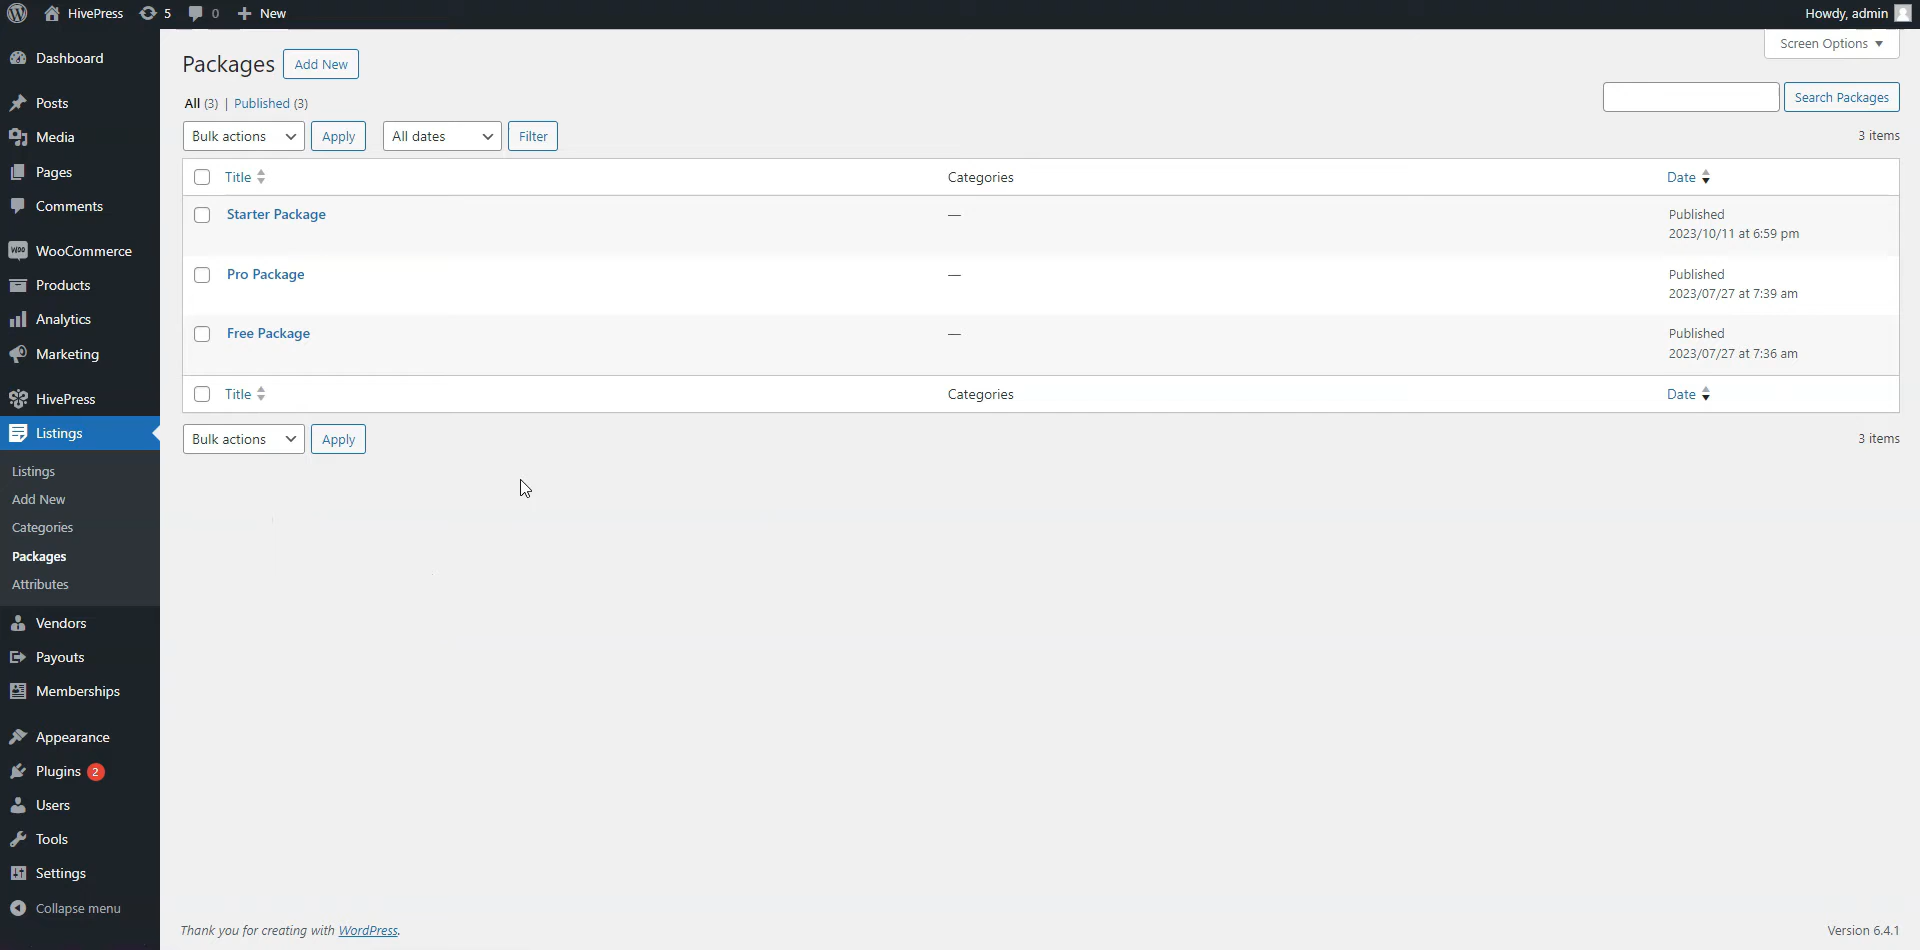 HivePress 5 0 New Howdy, admin
Screen Options
Dashboard
Posts
Media
Pages
Comments
WooCommerce
Products
Analytics
Marketing
HivePress
Listings
Listings
Add New
Categories
Packages
Attributes
Vendors
Payouts
Memberships
Appearance
Plugins 2
Users
Tools
Settings
Collapse menu
Packages Add New
All (3) | Published (3)
Search Packages
Bulk actions Apply All dates Filter 3 items
Title Categories Date
Starter Package — Published
2023/10/11 at 6:59 pm
Pro Package — Published
2023/07/27 at 7:39 am
Free Package — Published
2023/07/27 at 7:36 am
Title Categories Date
Bulk actions Apply 3 items
Thank you for creating with WordPress. Version 6.4.1